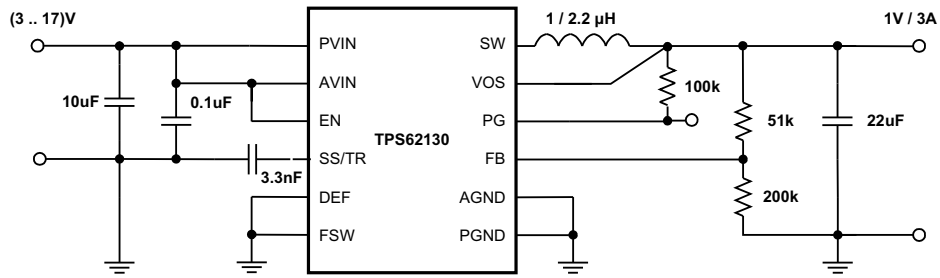 (3 .. 17)V
1 / 2.2 µH
1V / 3A
PVIN
SW
AVIN
VOS
10uF
0.1uF
100k
EN
PG
51k
22uF
TPS62130
SS/TR
FB
3.3nF
200k
DEF
AGND
FSW
PGND